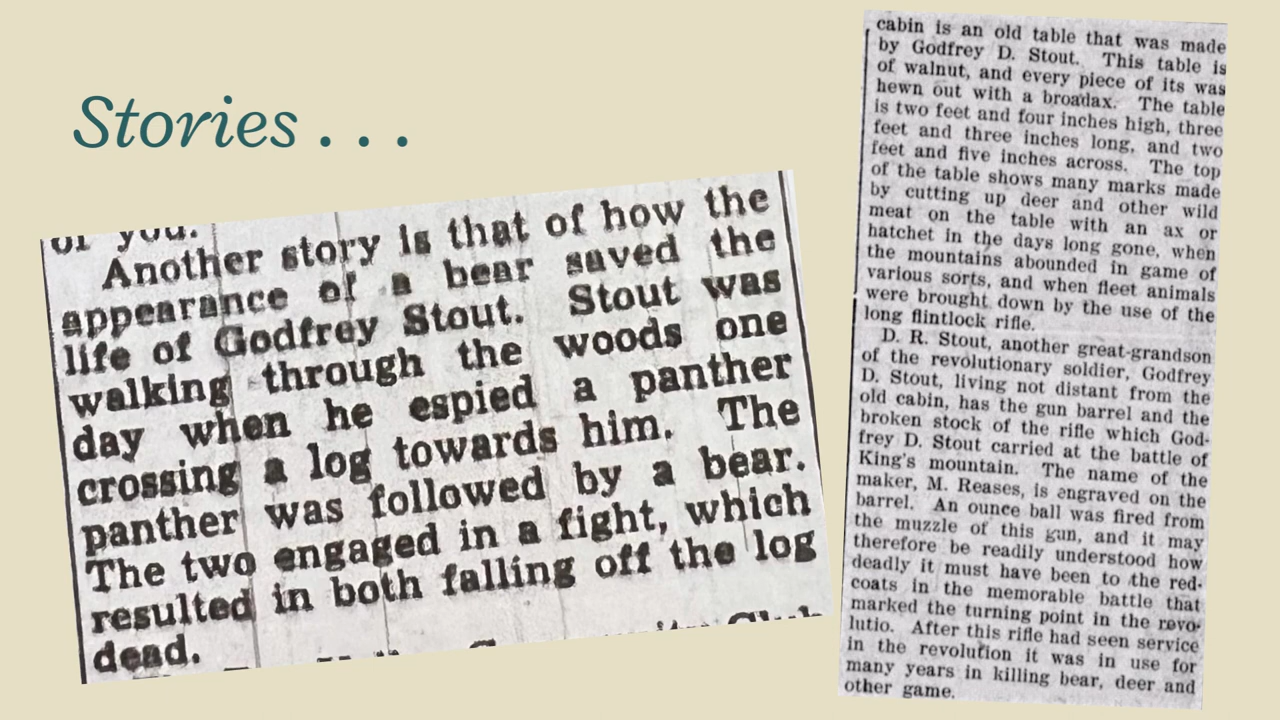 Stories . . .
of you.
Another story is that of how the
appearance of a bear saved the
life of Godfrey Stout. Stout was
walking through the woods one
day when he espied a panther
crossing a log towards him. The
panther was followed by a bear.
The two engaged in a fight, which
resulted in both falling off the log
dead.
cabin is an old table that was made
by Godfrey D. Stout. This table is
of walnut, and every piece of its was
hewn out with a broadax. The table
is two feet and four inches high, three
feet and three inches long, and two
feet and five inches across. The top
of the table shows many marks made
by cutting up deer and other wild
meat on the table with an ax or
hatchet in the days long gone, when
the mountains abounded in game of
various sorts, and when fleet animals
were brought down by the use of the
long flintlock rifle.
D. R. Stout, another great-grandson
of the revolutionary soldier, Godfrey
D. Stout, living not distant from the
old cabin, has the gun barrel and the
broken stock of the rifle which God-
frey D. Stout carried at the battle of
King's mountain. The name of the
maker, M. Reases, is engraved on the
barrel. An ounce ball was fired from
the muzzle of this gun, and it may
therefore be readily understood how
deadly it must have been to the red-
coats in the memorable battle that
marked the turning point in the revo-
lutio. After this rifle had seen service
in the revolution it was in use for
many years in killing bear, deer and
other game.